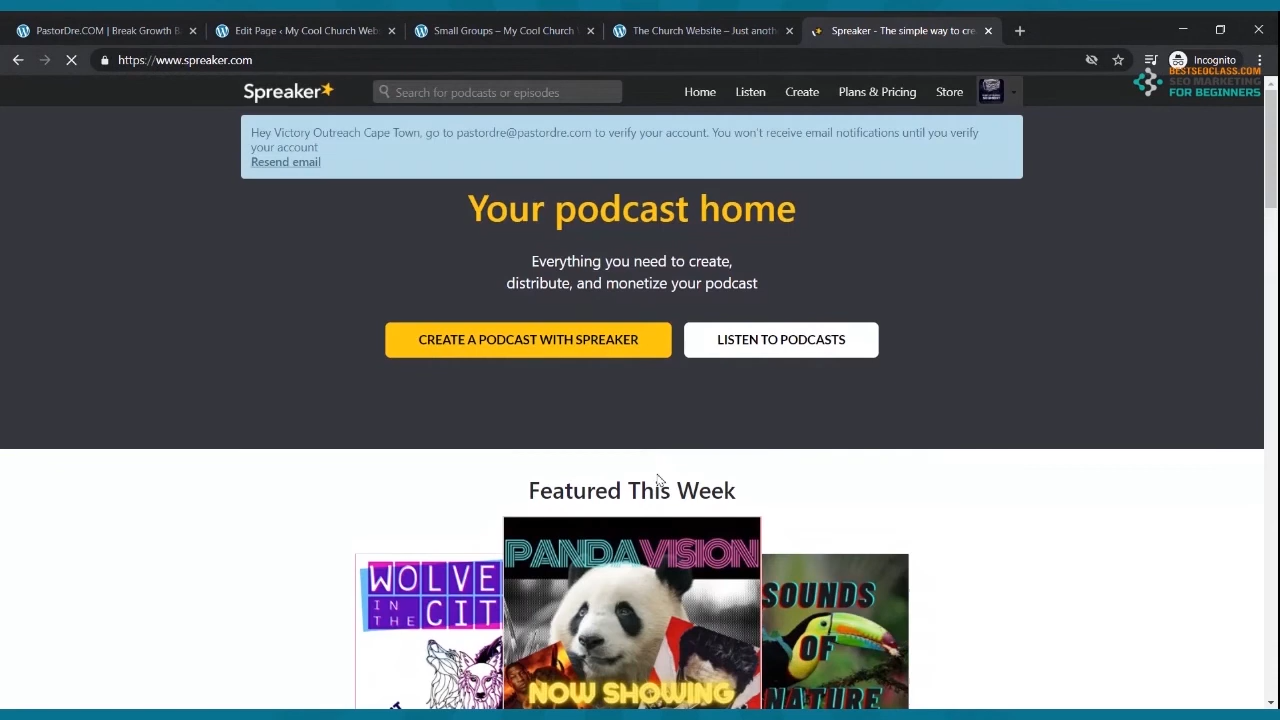 PastorDre.COM | Break Growth B
Edit Page ‹ My Cool Church Web
Small Groups – My Cool Church
The Church Website – Just anoth
Spreaker - The simple way to cre
https://www.spreaker.com
Incognito
BESTSEOCLASS.COM
SEO MARKETING
FOR BEGINNERS
Spreaker
Search for podcasts or episodes
Home
Listen
Create
Plans & Pricing
Store
Hey Victory Outreach Cape Town, go to pastordre@pastordre.com to verify your account. You won't receive email notifications until you verify
your account
Resend email
Your podcast home
Everything you need to create,
distribute, and monetize your podcast
CREATE A PODCAST WITH SPREAKER
LISTEN TO PODCASTS
Featured This Week
WOLVE
IN THE CIT
PANDAVISION
NOW SHOWING
SOUNDS
OF
NATURE